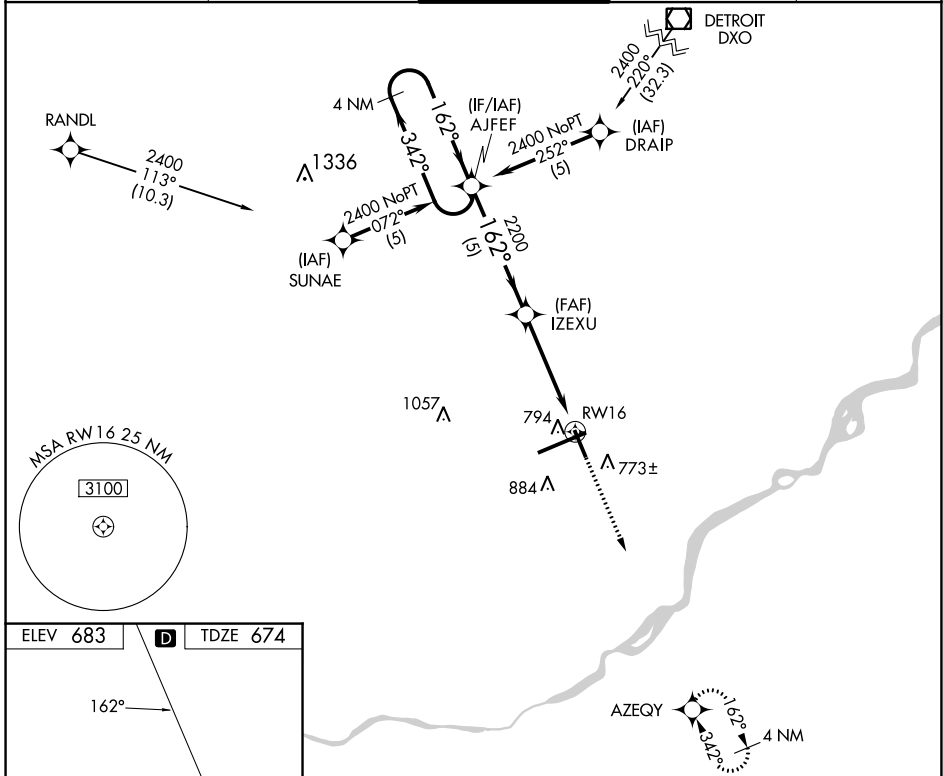 DETROIT
DXO
2400
220°
(32.3)
4 NM
162°
342°
(IF/IAF)
AJFEF
2400 NoPT
252°
(5)
(IAF)
DRAIP
RANDL
2400
113°
(10.3)
1336
2400 NoPT
072°
(5)
(IAF)
SUNAE
2200
162°
(5)
(FAF)
IZEXU
1057
794
RW16
773±
884
MSA RW16 25 NM
3100
ELEV 683
D
TDZE 674
162°
AZEQY
162°
342°
4 NM